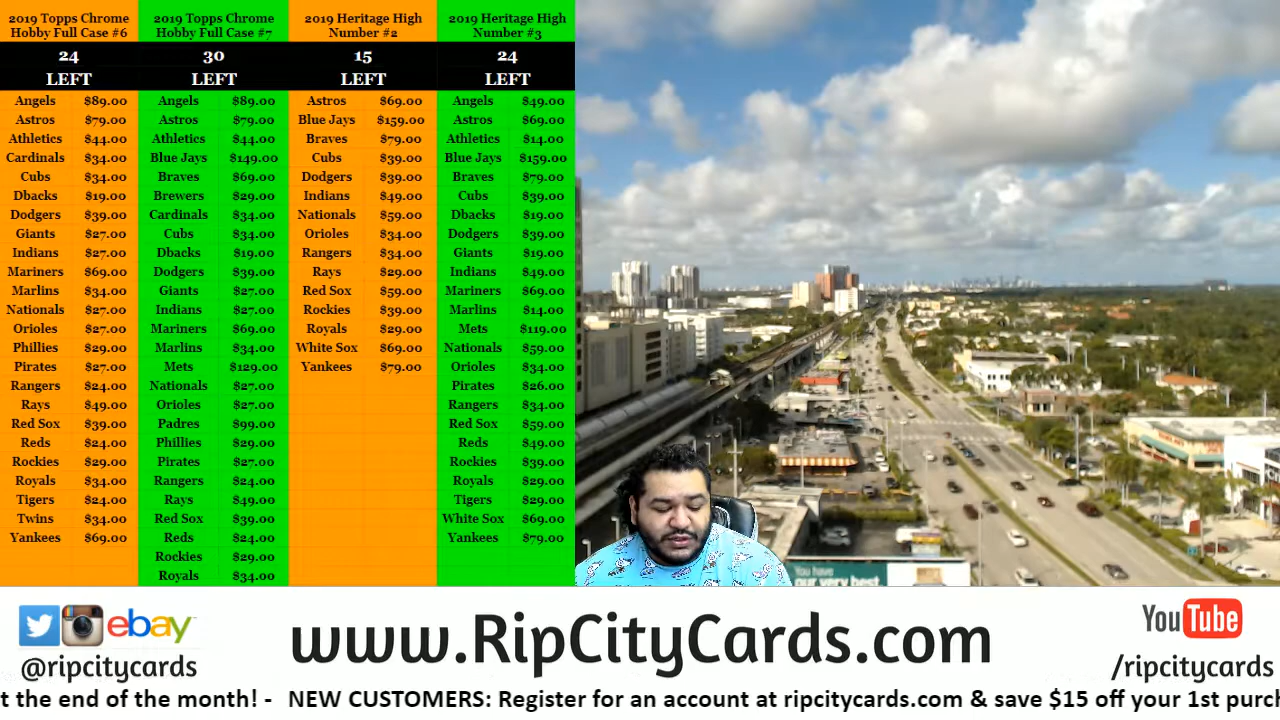 2019 Topps Chrome Hobby Full Case #6
24
LEFT
Angels $89.00
Astros $79.00
Athletics $44.00
Cardinals $34.00
Cubs $34.00
Dbacks $19.00
Dodgers $39.00
Giants $27.00
Indians $27.00
Mariners $69.00
Marlins $34.00
Nationals $27.00
Orioles $27.00
Phillies $29.00
Pirates $27.00
Rangers $24.00
Rays $49.00
Red Sox $39.00
Reds $24.00
Rockies $29.00
Royals $34.00
Tigers $24.00
Twins $34.00
Yankees $69.00
2019 Topps Chrome Hobby Full Case #7
30
LEFT
Angels $89.00
Astros $79.00
Athletics $44.00
Blue Jays $149.00
Braves $69.00
Brewers $29.00
Cardinals $34.00
Cubs $34.00
Dbacks $19.00
Dodgers $39.00
Giants $27.00
Indians $27.00
Mariners $69.00
Marlins $34.00
Mets $129.00
Nationals $27.00
Orioles $27.00
Padres $99.00
Phillies $29.00
Pirates $27.00
Rangers $24.00
Rays $49.00
Red Sox $39.00
Reds $24.00
Rockies $29.00
Royals $34.00
2019 Heritage High Number #2
15
LEFT
Astros $69.00
Blue Jays $159.00
Braves $79.00
Cubs $39.00
Dodgers $39.00
Indians $49.00
Nationals $59.00
Orioles $34.00
Rangers $34.00
Rays $29.00
Red Sox $59.00
Rockies $39.00
Royals $29.00
White Sox $69.00
Yankees $79.00
2019 Heritage High Number #3
24
LEFT
Angels $49.00
Astros $69.00
Athletics $14.00
Blue Jays $159.00
Braves $79.00
Cubs $39.00
Dbacks $19.00
Dodgers $39.00
Giants $19.00
Indians $49.00
Mariners $69.00
Marlins $14.00
Mets $119.00
Nationals $59.00
Orioles $34.00
Pirates $26.00
Rangers $34.00
Red Sox $59.00
Reds $49.00
Rockies $39.00
Royals $29.00
Tigers $29.00
White Sox $69.00
Yankees $79.00
You have
our very best
ebay
@ripcitycards
www.RipCityCards.com
YouTube
/ripcitycards
t the end of the month! - NEW CUSTOMERS: Register for an account at ripcitycards.com & save $15 off your 1st purch